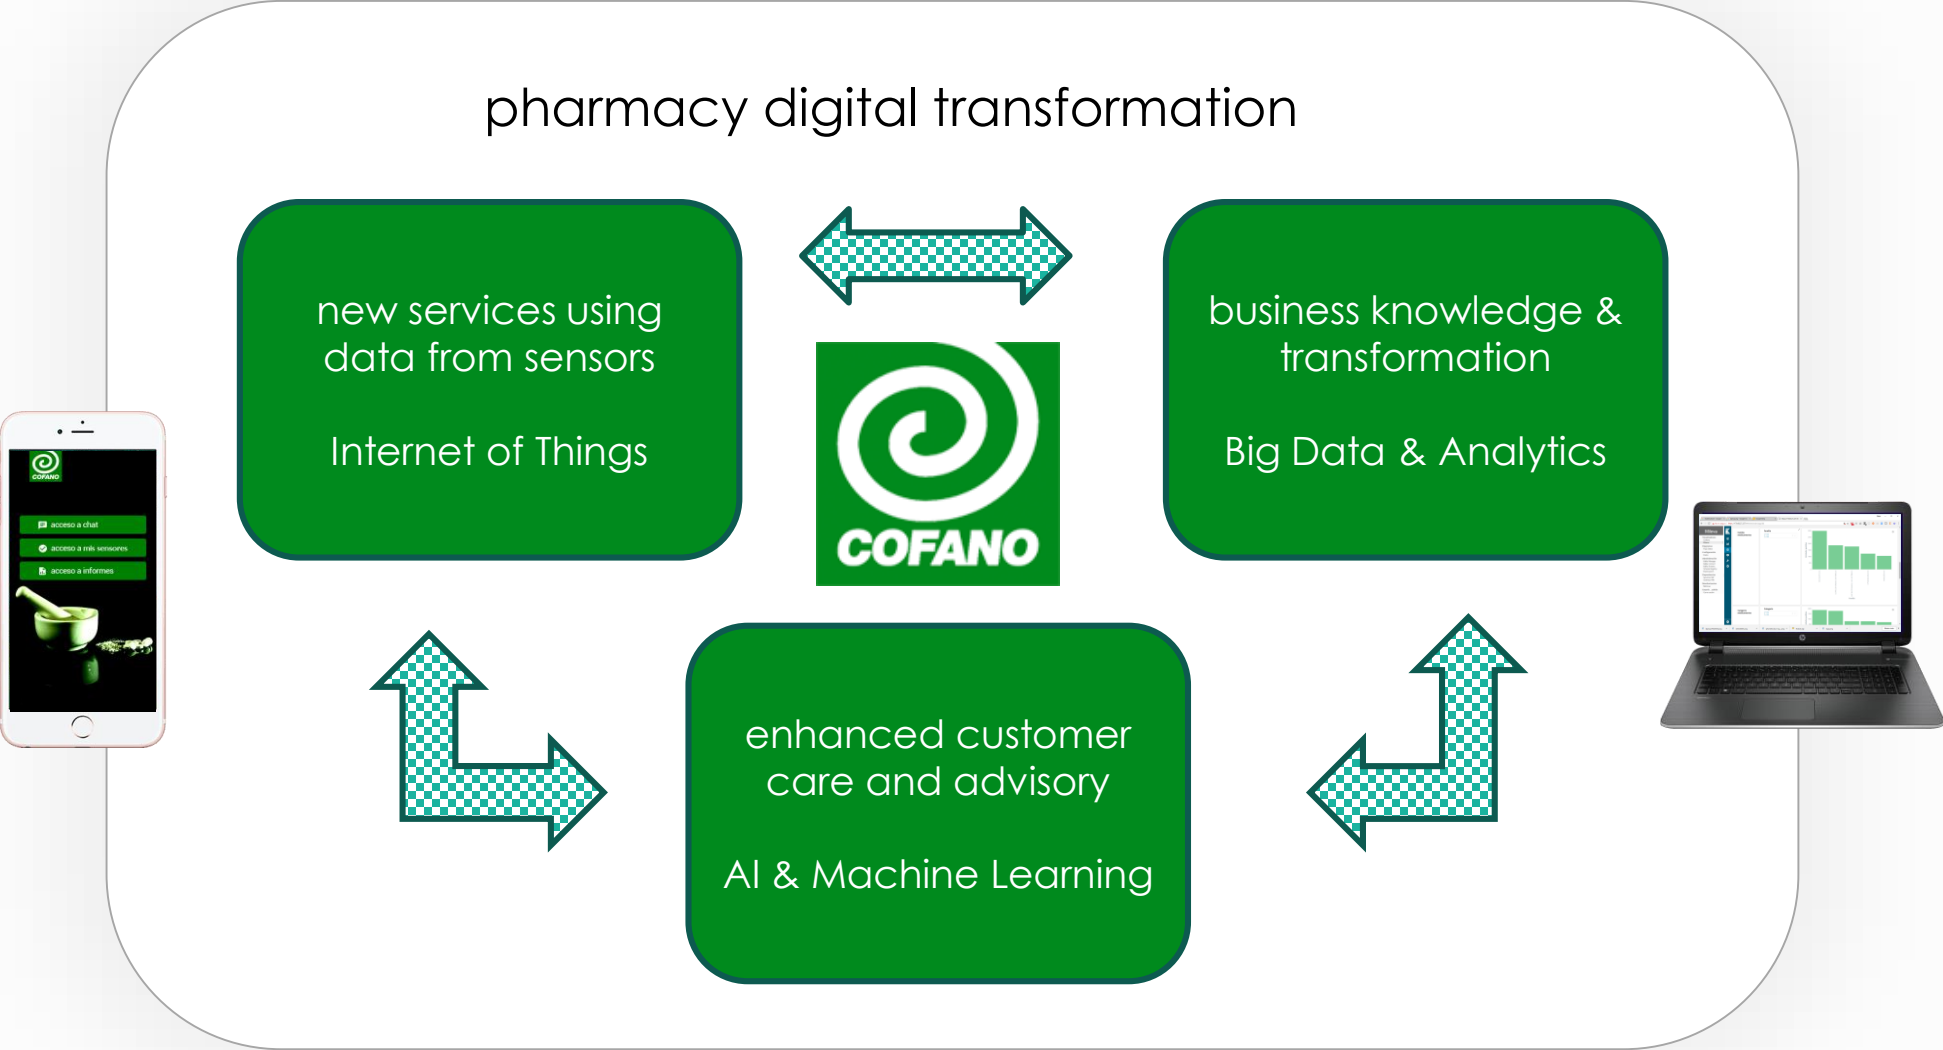 pharmacy digital transformation
new services using
data from sensors
Internet of Things
business knowledge &
transformation
Big Data & Analytics
COFANO
COFANO
acceso a chat
acceso a mis sensores
acceso a informes
enhanced customer
care and advisory
AI & Machine Learning